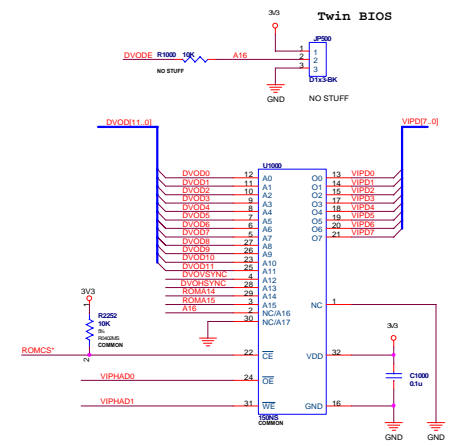 Twin BIOS
3V3
JP500
DVODE R1000 10K A16
NO STUFF
1 1
2 2
3 3
D1x3-BK
GND NO STUFF
DVOD[11..0] VIPD[7..0]
U1000
DVOD0 12 A0 O0 13 VIPD0
DVOD1 11 A1 O1 14 VIPD1
DVOD2 10 A2 O2 15 VIPD2
DVOD3 9 A3 O3 17 VIPD3
DVOD4 8 A4 O4 18 VIPD4
DVOD5 7 A5 O5 19 VIPD5
DVOD6 6 A6 O6 20 VIPD6
DVOD7 5 A7 O7 21 VIPD7
DVOD8 27 A8
DVOD9 26 A9
DVOD10 23 A10
DVOD11 25 A11
DVOVSYNC 4 A12
DVOHSYNC 28 A13
ROMA14 29 A14
ROMA15 3 A15 NC 1
A16 2 NC/A16
30 NC/A17
3V3
1
R2252
10K
5%
R0402MS
COMMON
2
ROMCS* 22 CE VDD 32
3V3
VIPHAD0 24 OE
C1000
0.1u
VIPHAD1 31 WE GND 16
150NS
COMMON
GND GND